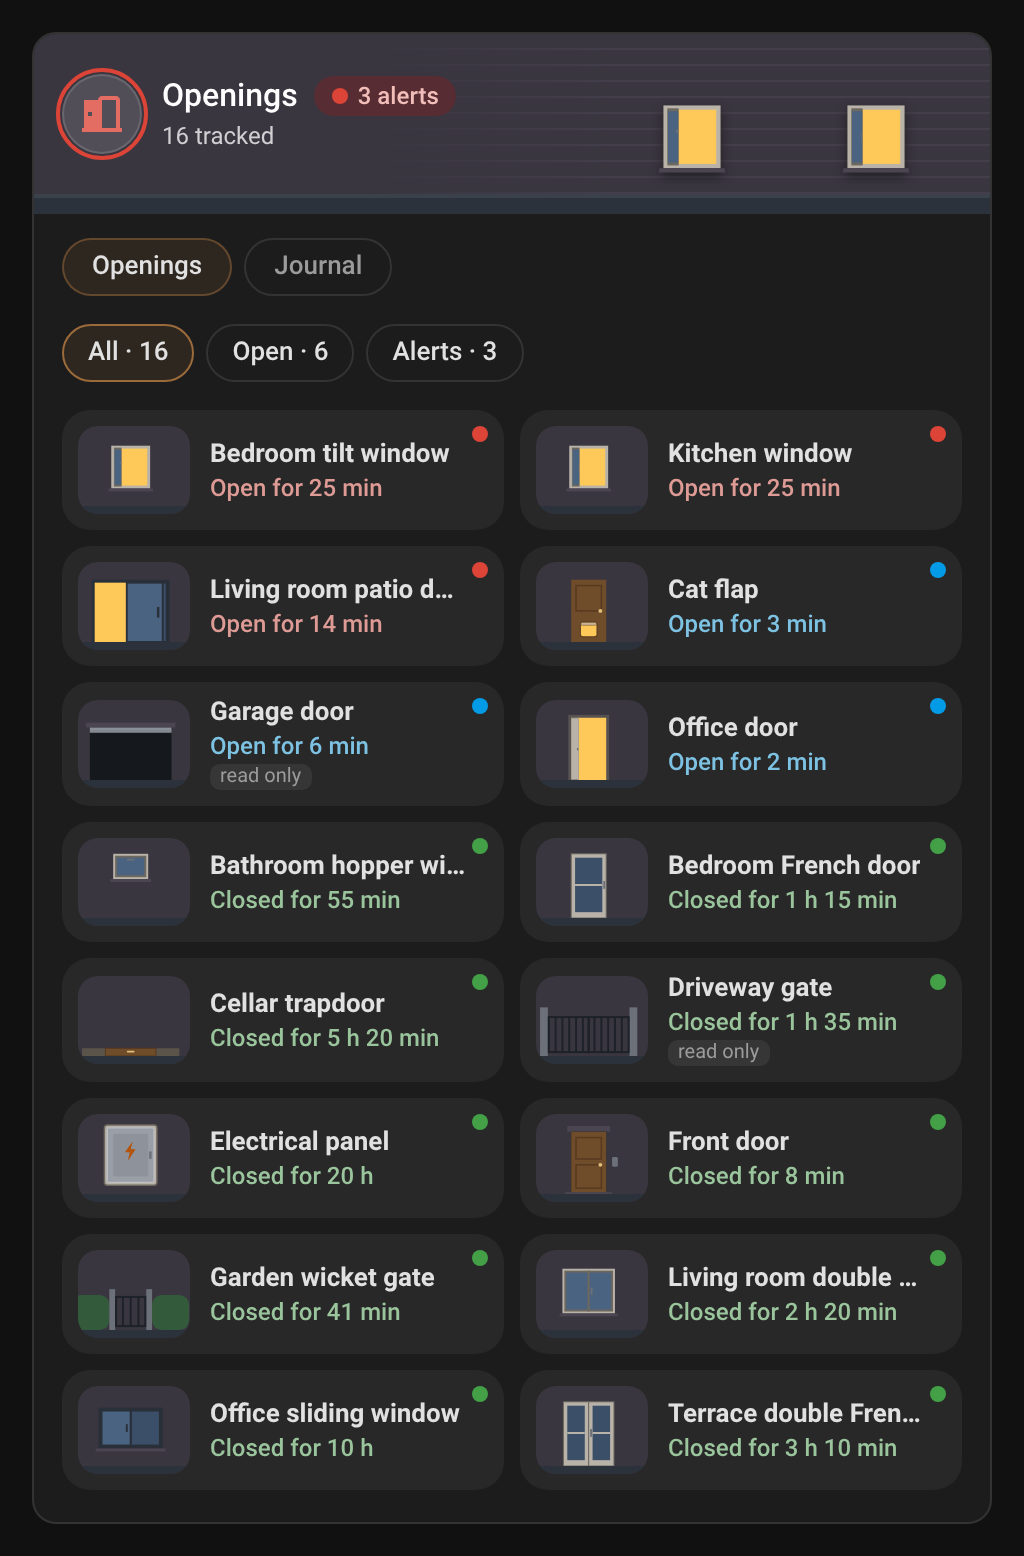 Openings
3 alerts
16 tracked
Openings
Journal
All · 16
Open · 6
Alerts · 3
Bedroom tilt window
Open for 25 min
Kitchen window
Open for 25 min
Living room patio d…
Open for 14 min
Cat flap
Open for 3 min
Garage door
Open for 6 min
read only
Office door
Open for 2 min
Bathroom hopper wi…
Closed for 55 min
Bedroom French door
Closed for 1 h 15 min
Cellar trapdoor
Closed for 5 h 20 min
Driveway gate
Closed for 1 h 35 min
read only
Electrical panel
Closed for 20 h
Front door
Closed for 8 min
Garden wicket gate
Closed for 41 min
Living room double …
Closed for 2 h 20 min
Office sliding window
Closed for 10 h
Terrace double Fren…
Closed for 3 h 10 min